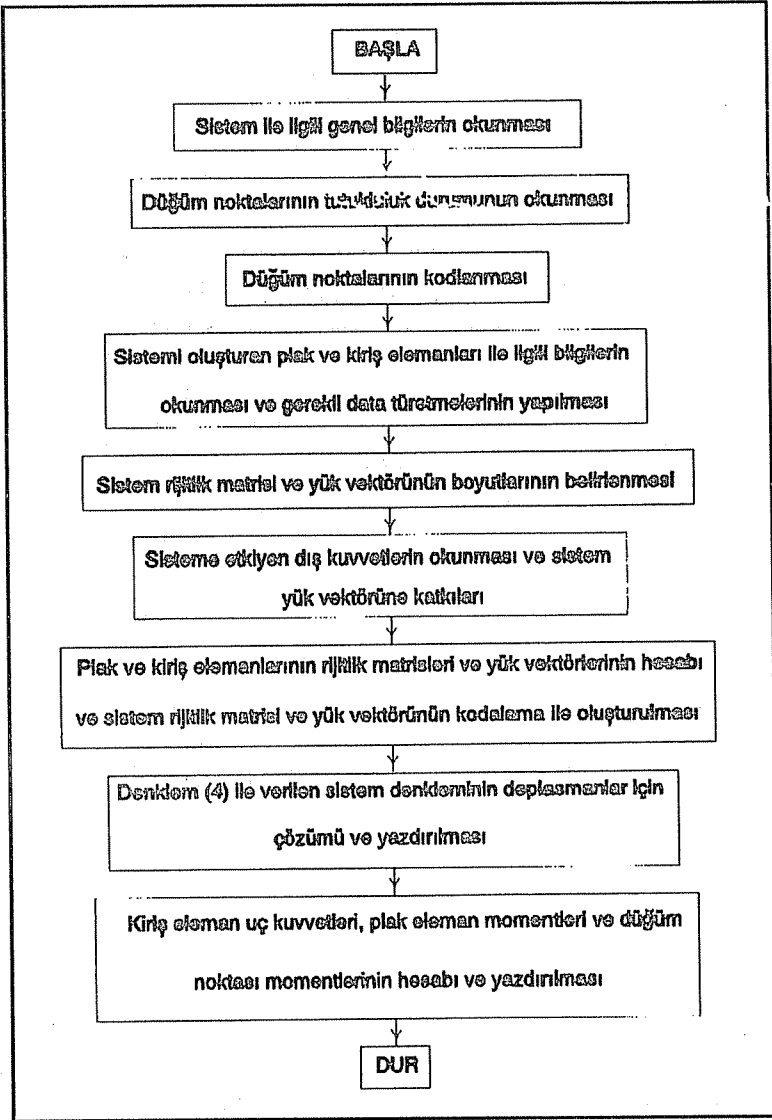 BAŞLA
Sistem ile ilgili genel bilgilerin okunması
Düğüm noktalarının tutulduluk durumunun okunması
Düğüm noktalarının kodlanması
Sistemi oluşturan plak ve kiriş elemanları ile ilgili bilgilerin
okunması ve gerekli data türetmelerinin yapılması
Sistem rijitlik matrisi ve yük vektörünün boyutlarının belirlenmesi
Sisteme etkiyen dış kuvvetlerin okunması ve sistem
yük vektörüne katkıları
Plak ve kiriş elemanlarının rijitlik matrisleri ve yük vektörlerinin hesabı
ve sistem rijitlik matrisi ve yük vektörünün kodalama ile oluşturulması
Denklem (4) ile verilen sistem denkleminin deplasmanlar için
çözümü ve yazdırılması
Kiriş eleman uç kuvvetleri, plak eleman momentleri ve düğüm
noktası momentlerinin hesabı ve yazdırılması
DUR